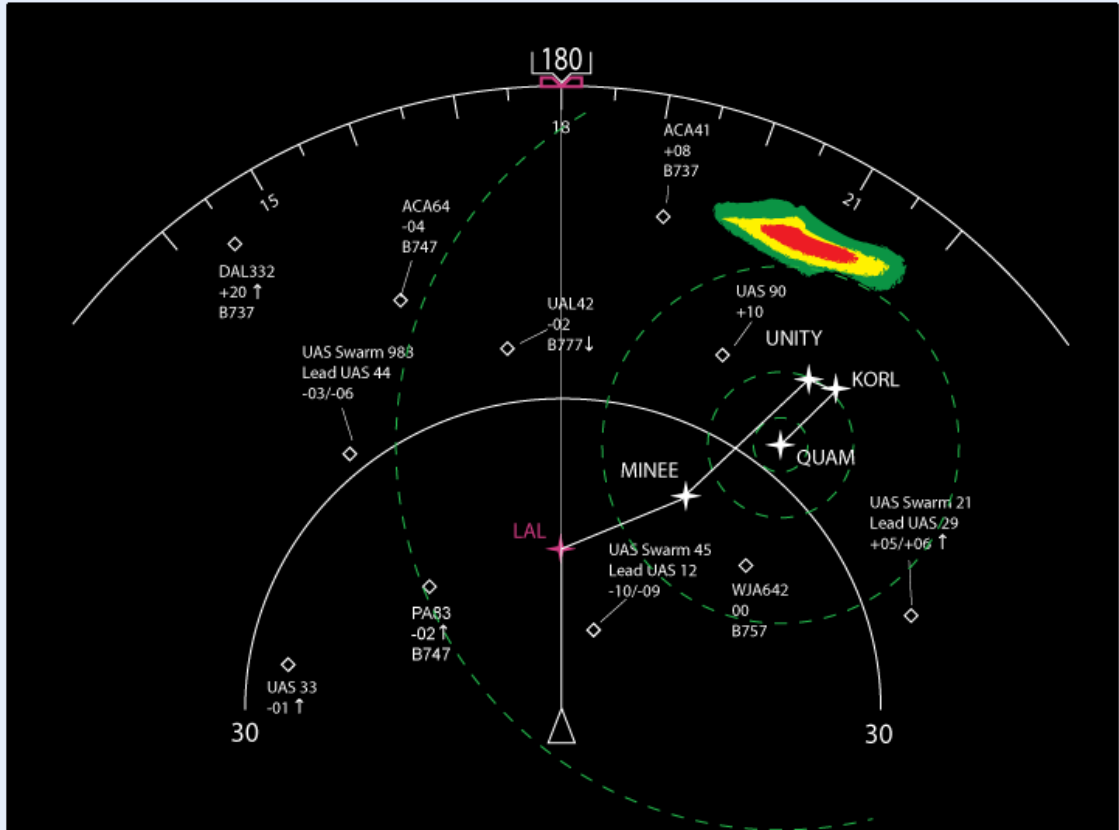 180
18
15
21
ACA41
+08
B737
ACA64
-04
B747
DAL332
+20 ↑
B737
UAL42
-02
B777↓
UAS 90
+10
UNITY
KORL
UAS Swarm 983
Lead UAS 44
-03/-06
QUAM
MINEE
UAS Swarm 21
Lead UAS 29
+05/+06 ↑
LAL
UAS Swarm 45
Lead UAS 12
-10/-09
WJA642
00
B757
PA83
-02 ↑
B747
UAS 33
-01 ↑
30
30